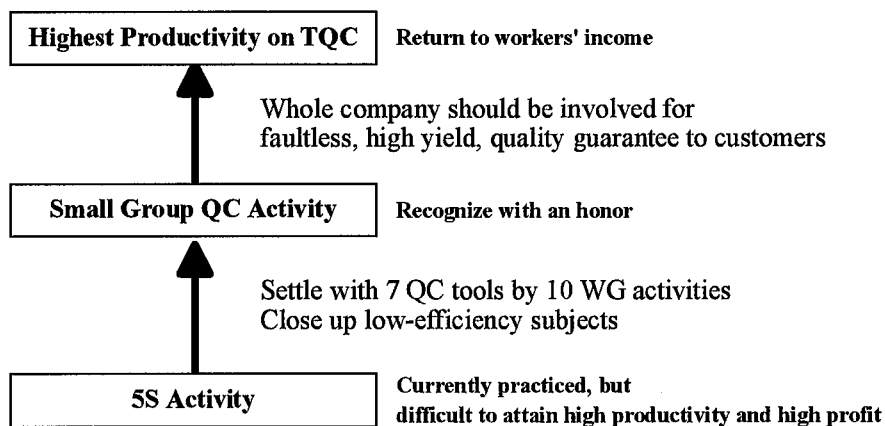 Highest Productivity on TQC
Return to workers' income
Whole company should be involved for
faultless, high yield, quality guarantee to customers
Small Group QC Activity
Recognize with an honor
Settle with 7 QC tools by 10 WG activities
Close up low-efficiency subjects
5S Activity
Currently practiced, but
difficult to attain high productivity and high profit